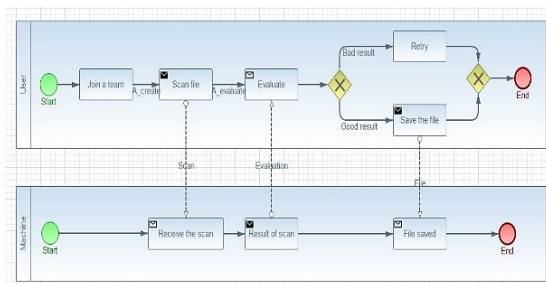 User
Start
Join a team
A_create
Scan file
A_evaluate
Evaluate
Bad result
Retry
Good result
Save the file
End
Scan
Evaluation
File
Machine
Start
Receive the scan
Result of scan
File saved
End